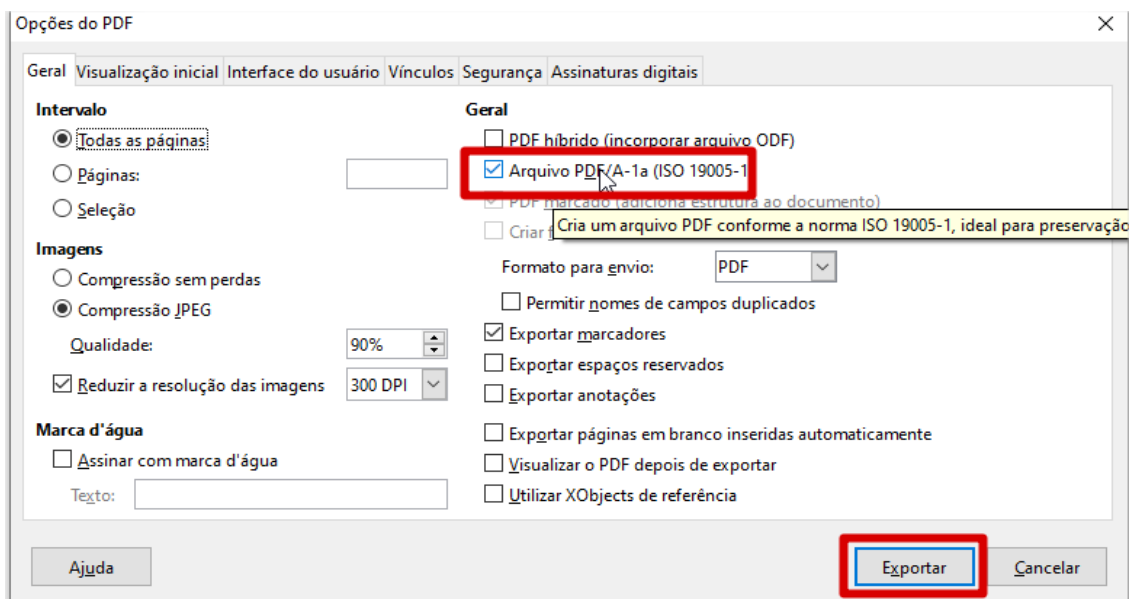 Opções do PDF
Geral Visualização inicial Interface do usuário Vínculos Segurança Assinaturas digitais
Intervalo
Todas as páginas
Páginas:
Seleção
Imagens
Compressão sem perdas
Compressão JPEG
Qualidade: 90%
Reduzir a resolução das imagens 300 DPI
Marca d'água
Assinar com marca d'água
Texto:
Geral
PDF híbrido (incorporar arquivo ODF)
Arquivo PDF/A-1a (ISO 19005-1
PDF marcado (adiciona estrutura ao documento)
Criar
Cria um arquivo PDF conforme a norma ISO 19005-1, ideal para preservação
Formato para envio: PDF
Permitir nomes de campos duplicados
Exportar marcadores
Exportar espaços reservados
Exportar anotações
Exportar páginas em branco inseridas automaticamente
Visualizar o PDF depois de exportar
Utilizar XObjects de referência
Ajuda Exportar Cancelar